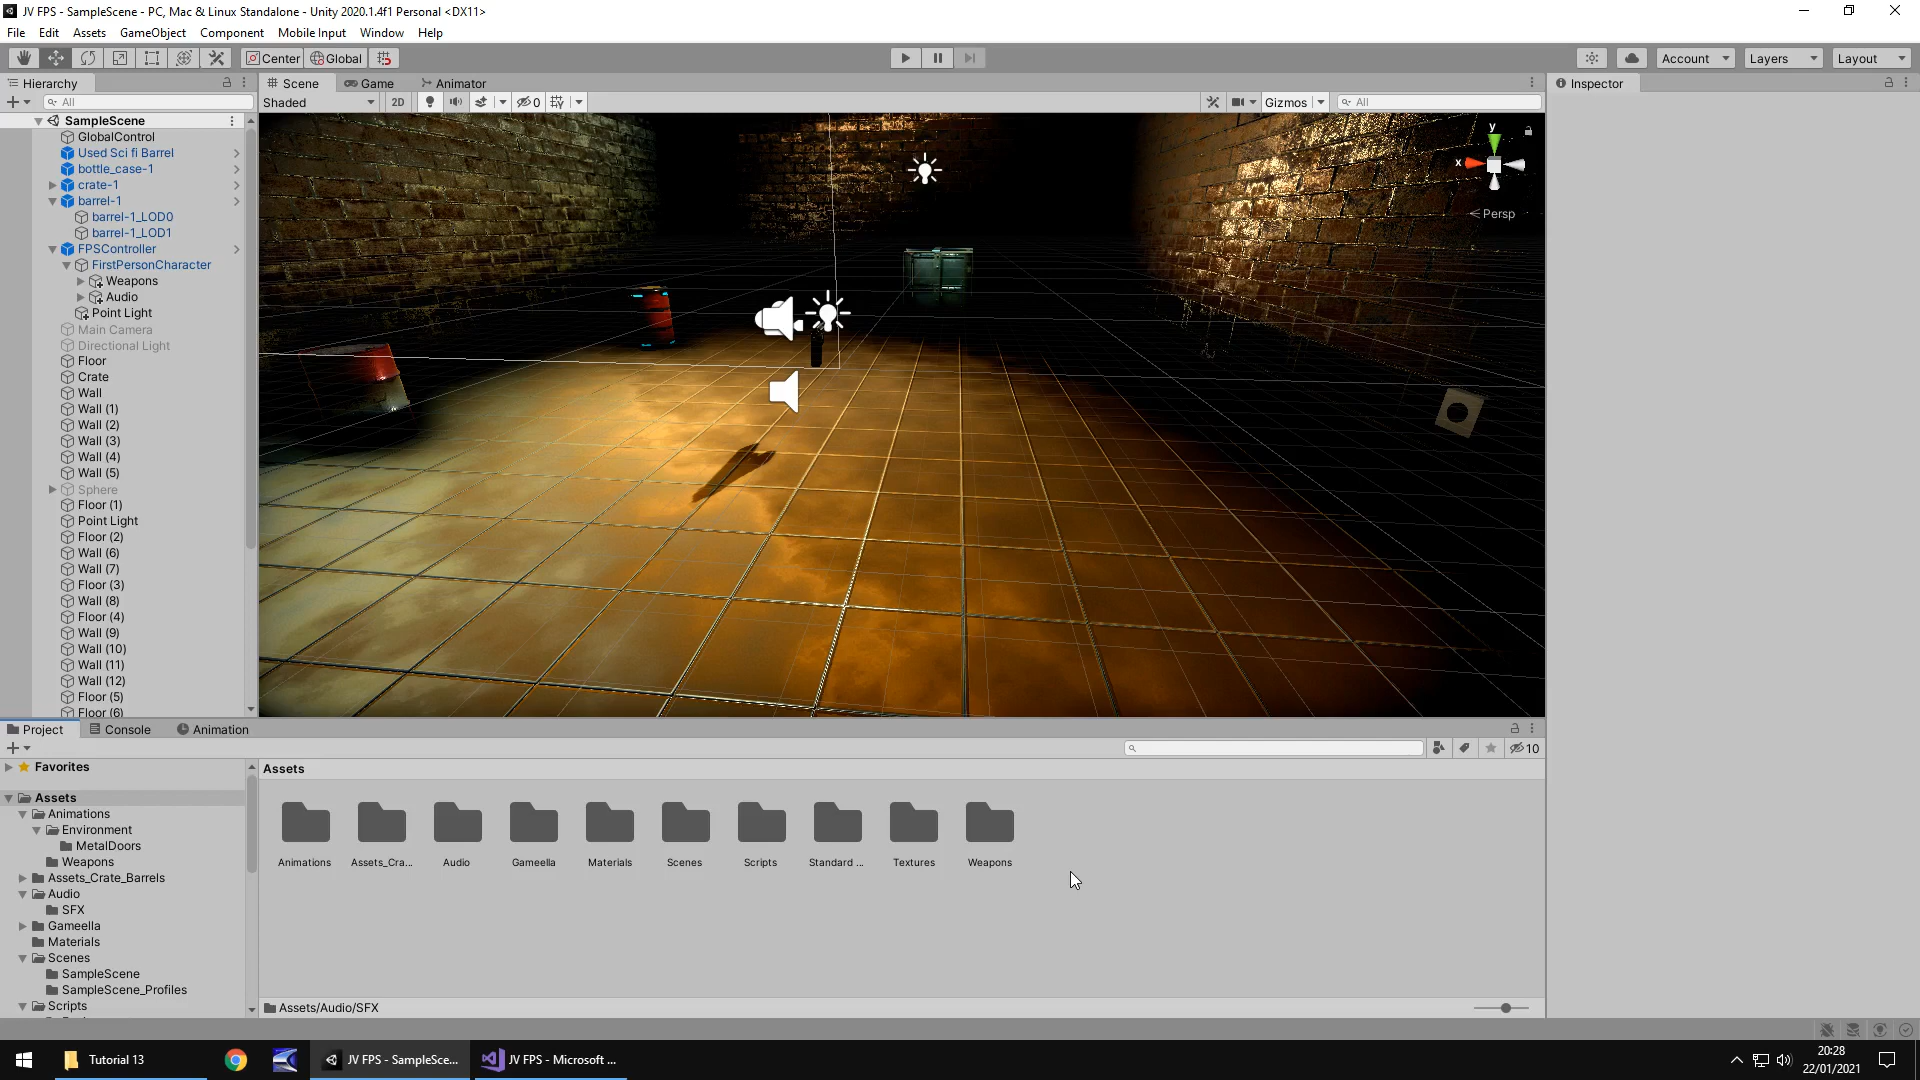 JV FPS - SampleScene - PC, Mac & Linux Standalone - Unity 2020.1.4f1 Personal <DX11>
File Edit Assets GameObject Component Mobile Input Window Help
Center Global Account Layers Layout
Hierarchy Scene Game Animator Inspector
All Shaded 2D 0 Gizmos All
SampleScene
GlobalControl
Used Sci fi Barrel
bottle_case-1
crate-1
barrel-1
barrel-1_LOD0
barrel-1_LOD1
FPSController
FirstPersonCharacter
Weapons
Audio
Point Light
Main Camera
Directional Light
Floor
Crate
Wall
Wall (1)
Wall (2)
Wall (3)
Wall (4)
Wall (5)
Sphere
Floor (1)
Point Light
Floor (2)
Wall (6)
Wall (7)
Floor (3)
Wall (8)
Floor (4)
Wall (9)
Wall (10)
Wall (11)
Wall (12)
Floor (5)
Floor (6)
y
x
Persp
Project Console Animation
10
Favorites
Assets
Animations
Environment
MetalDoors
Weapons
Assets_Crate_Barrels
Audio
SFX
Gameella
Materials
Scenes
SampleScene
SampleScene_Profiles
Scripts
Assets
Animations Assets_Cra... Audio Gameella Materials Scenes Scripts Standard ... Textures Weapons
Assets/Audio/SFX
Tutorial 13
JV FPS - SampleSce...
JV FPS - Microsoft ...
20:28
22/01/2021